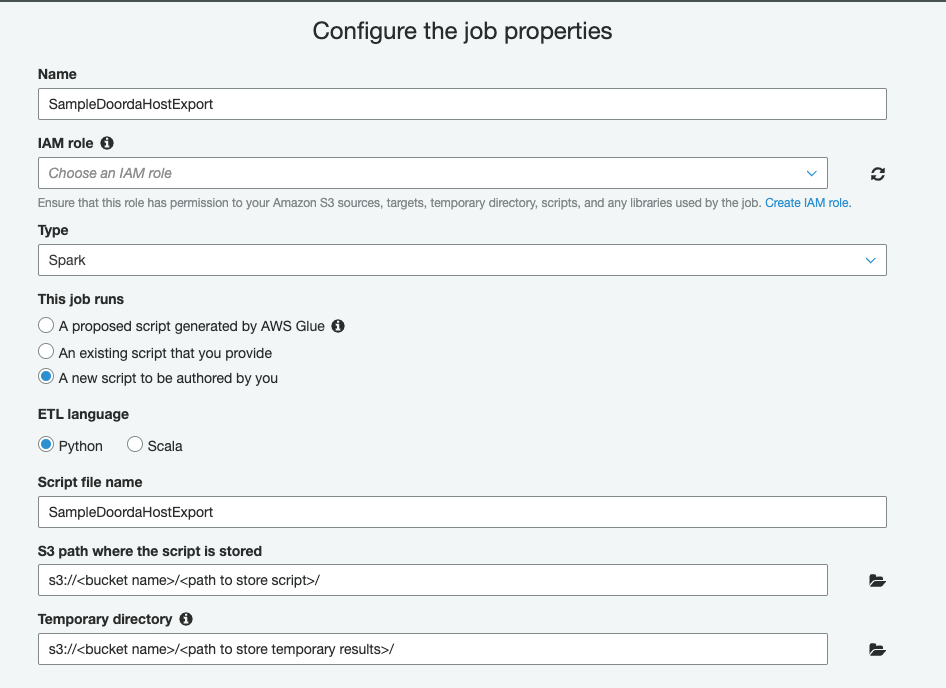 Configure the job properties
Name
SampleDoordaHostExport
IAM role
Choose an IAM role
Ensure that this role has permission to your Amazon S3 sources, targets, temporary directory, scripts, and any libraries used by the job. Create IAM role.
Type
Spark
This job runs
A proposed script generated by AWS Glue
An existing script that you provide
A new script to be authored by you
ETL language
Python Scala
Script file name
SampleDoordaHostExport
S3 path where the script is stored
s3://<bucket name>/<path to store script>/
Temporary directory
s3://<bucket name>/<path to store temporary results>/